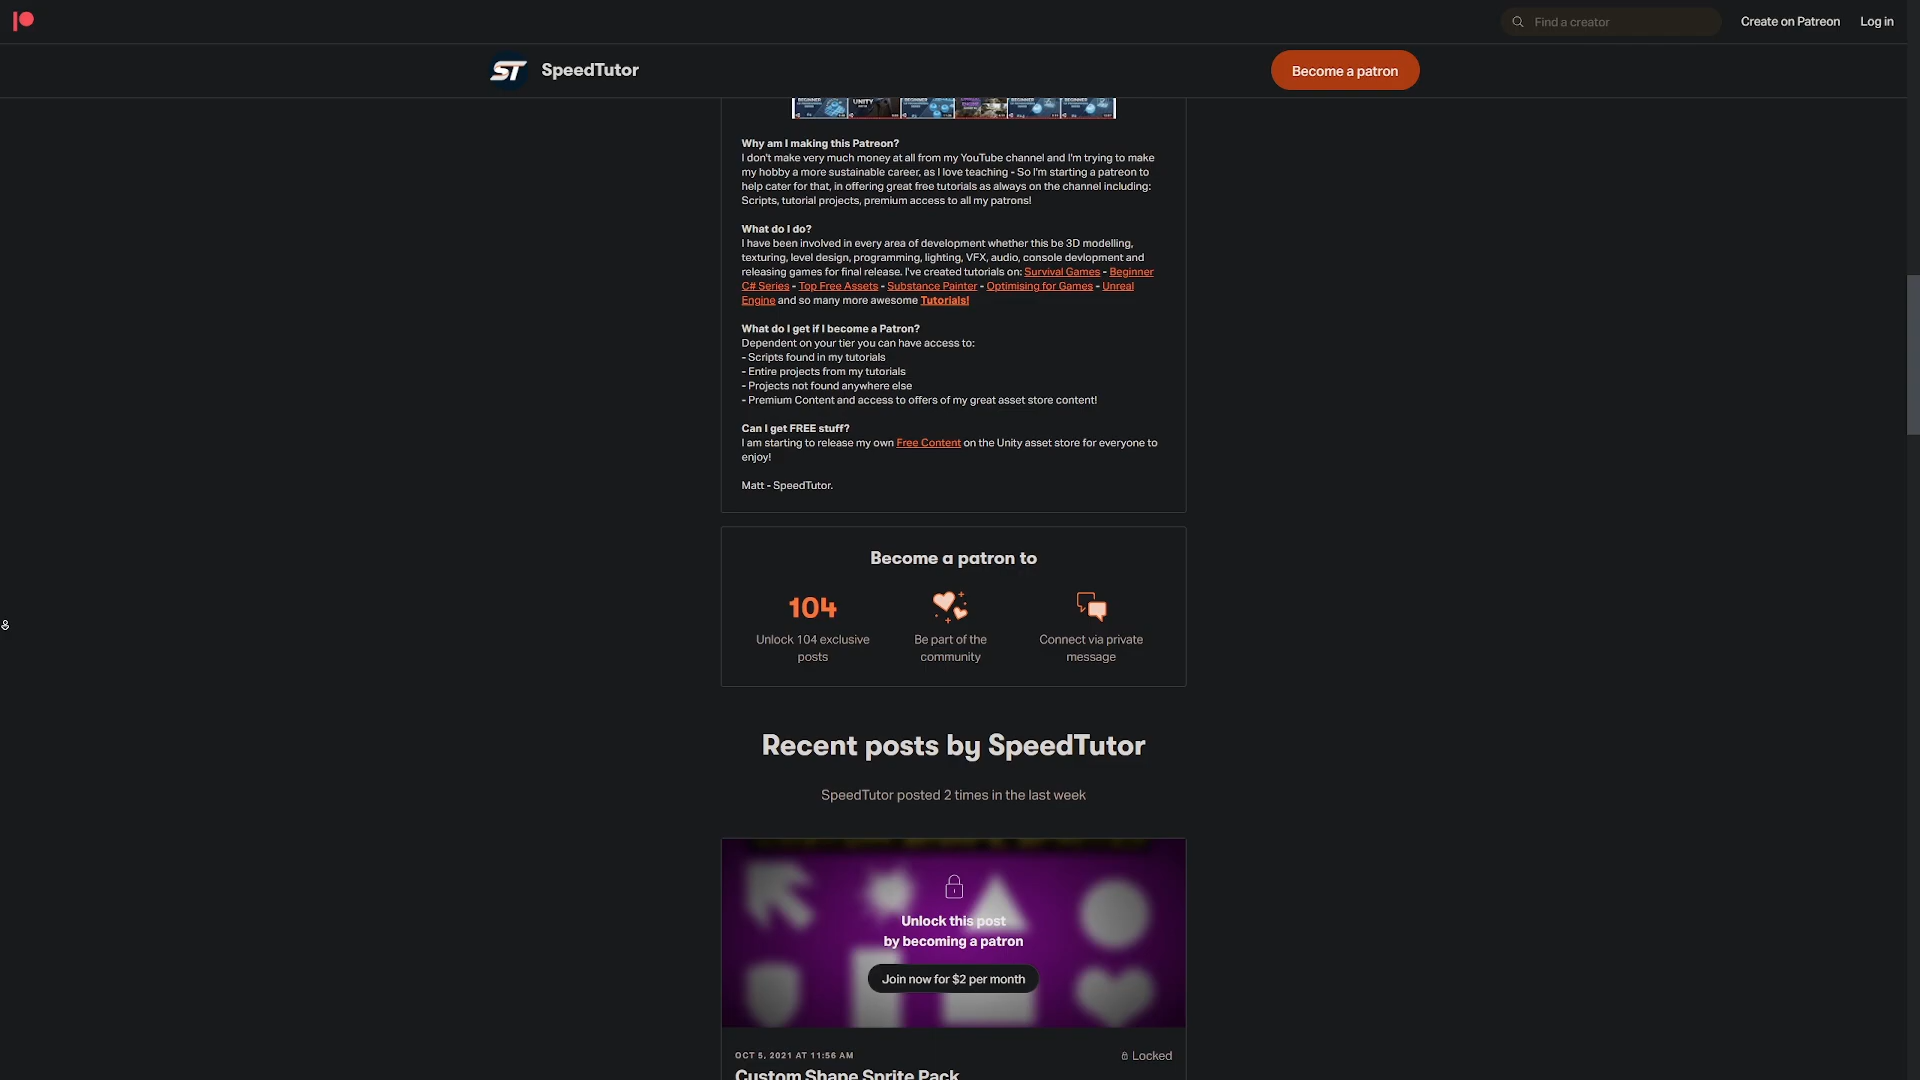 Find a creator
Create on Patreon
Log in
ST
SpeedTutor
Become a patron
UNITY
Why am I making this Patreon?
I don't make very much money at all from my YouTube channel and I'm trying to make
my hobby a more sustainable career, as I love teaching - So I'm starting a patreon to
help cater for that, in offering great free tutorials as always on the channel including:
Scripts, tutorial projects, premium access to all my patrons!
What do I do?
I have been involved in every area of development whether this be 3D modelling,
texturing, level design, programming, lighting, VFX, audio, console devlopment and
releasing games for final release. I've created tutorials on: Survival Games - Beginner
C# Series - Top Free Assets - Substance Painter - Optimising for Games - Unreal
Engine and so many more awesome Tutorials!
What do I get if I become a Patron?
Dependent on your tier you can have access to:
- Scripts found in my tutorials
- Entire projects from my tutorials
- Projects not found anywhere else
- Premium Content and access to offers of my great asset store content!
Can I get FREE stuff?
I am starting to release my own Free Content on the Unity asset store for everyone to
enjoy!
Matt - SpeedTutor.
Become a patron to
104
Unlock 104 exclusive
posts
Be part of the
community
Connect via private
message
Recent posts by SpeedTutor
SpeedTutor posted 2 times in the last week
Unlock this post
by becoming a patron
Join now for $2 per month
OCT 5, 2021 AT 11:56 AM
Locked
Custom Shape Sprite Pack